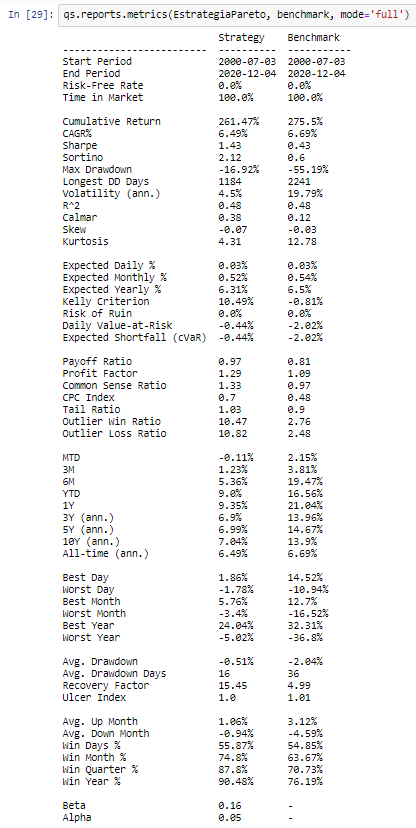 In [29]: qs.reports.metrics(EstrategiaPareto, benchmark, mode='full')
Strategy Benchmark
------------------------- ---------- -----------
Start Period 2000-07-03 2000-07-03
End Period 2020-12-04 2020-12-04
Risk-Free Rate 0.0% 0.0%
Time in Market 100.0% 100.0%
Cumulative Return 261.47% 275.5%
CAGR% 6.49% 6.69%
Sharpe 1.43 0.43
Sortino 2.12 0.6
Max Drawdown -16.92% -55.19%
Longest DD Days 1184 2241
Volatility (ann.) 4.5% 19.79%
R^2 0.48 0.48
Calmar 0.38 0.12
Skew -0.07 -0.03
Kurtosis 4.31 12.78
Expected Daily % 0.03% 0.03%
Expected Monthly % 0.52% 0.54%
Expected Yearly % 6.31% 6.5%
Kelly Criterion 10.49% -0.81%
Risk of Ruin 0.0% 0.0%
Daily Value-at-Risk -0.44% -2.02%
Expected Shortfall (cVaR) -0.44% -2.02%
Payoff Ratio 0.97 0.81
Profit Factor 1.29 1.09
Common Sense Ratio 1.33 0.97
CPC Index 0.7 0.48
Tail Ratio 1.03 0.9
Outlier Win Ratio 10.47 2.76
Outlier Loss Ratio 10.82 2.48
MTD -0.11% 2.15%
3M 1.23% 3.81%
6M 5.36% 19.47%
YTD 9.0% 16.56%
1Y 9.35% 21.04%
3Y (ann.) 6.9% 13.96%
5Y (ann.) 6.99% 14.67%
10Y (ann.) 7.04% 13.9%
All-time (ann.) 6.49% 6.69%
Best Day 1.86% 14.52%
Worst Day -1.78% -10.94%
Best Month 5.76% 12.7%
Worst Month -3.4% -16.52%
Best Year 24.04% 32.31%
Worst Year -5.02% -36.8%
Avg. Drawdown -0.51% -2.04%
Avg. Drawdown Days 16 36
Recovery Factor 15.45 4.99
Ulcer Index 1.0 1.01
Avg. Up Month 1.06% 3.12%
Avg. Down Month -0.94% -4.59%
Win Days % 55.87% 54.85%
Win Month % 74.8% 63.67%
Win Quarter % 87.8% 70.73%
Win Year % 90.48% 76.19%
Beta 0.16 -
Alpha 0.05 -